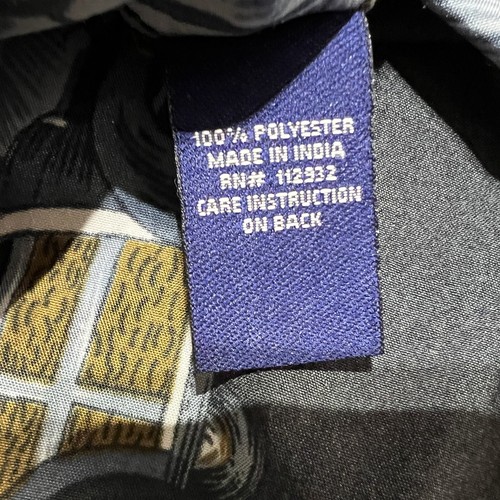 100% POLYESTER
MADE IN INDIA
RN# 112932
CARE INSTRUCTION
ON BACK